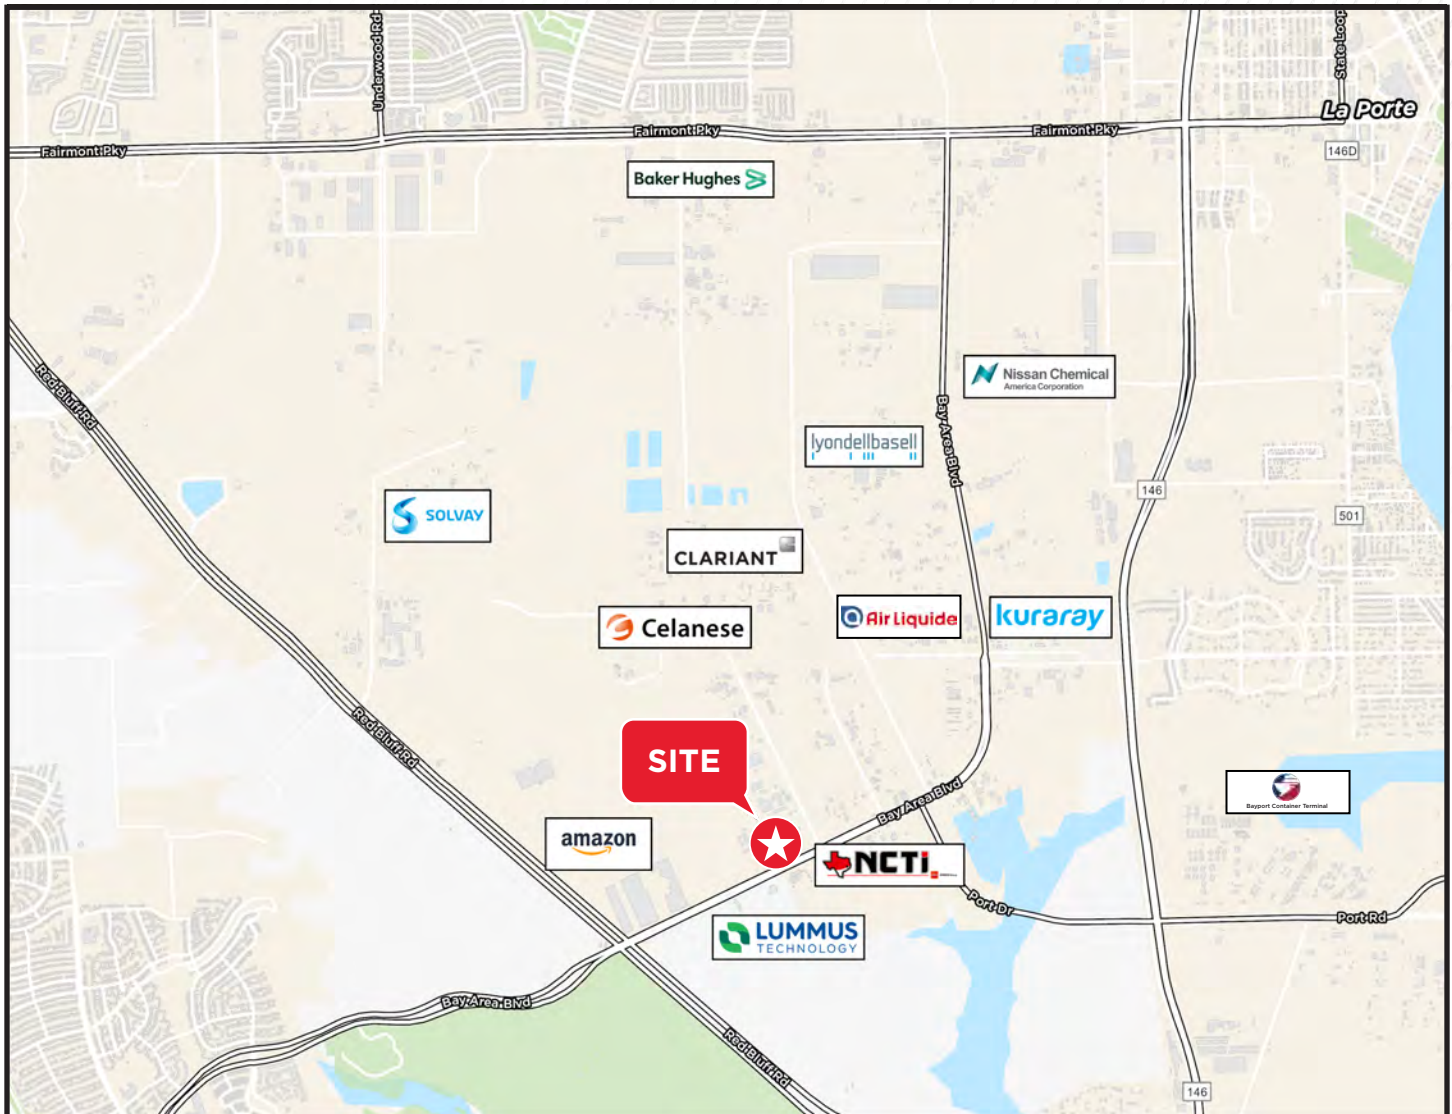 Underwood Rd
State Loop
La Porte
Fairmont Pky
Fairmont Pky
Fairmont Pky
146D
Baker Hughes
Nissan Chemical
America Corporation
Red Bluff Rd
Bay Area Blvd
lyondellbasell
146
501
SOLVAY
CLARIANT
Celanese
Air Liquide
kuraray
Red Bluff Rd
SITE
Bayport Container Terminal
Bay Area Blvd
amazon
NCTi
Port Dr
Port Rd
LUMMUS
TECHNOLOGY
Bay Area Blvd
Red Bluff Rd
146